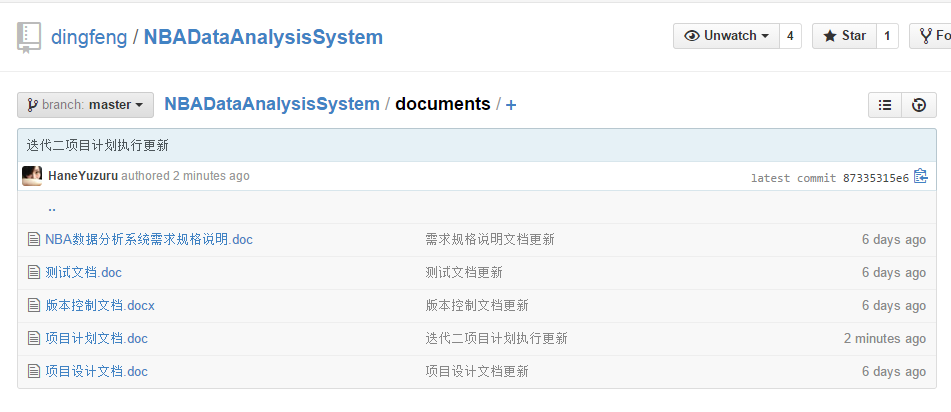 dingfeng / NBADataAnalysisSystem
Unwatch 4 Star 1 Fo
branch: master NBADataAnalysisSystem / documents / +
迭代二项目计划执行更新
HaneYuzuru authored 2 minutes ago latest commit 87335315e6
..
NBA数据分析系统需求规格说明.doc 需求规格说明文档更新 6 days ago
测试文档.doc 测试文档更新 6 days ago
版本控制文档.docx 版本控制文档更新 6 days ago
项目计划文档.doc 迭代二项目计划执行更新 2 minutes ago
项目设计文档.doc 项目设计文档更新 6 days ago